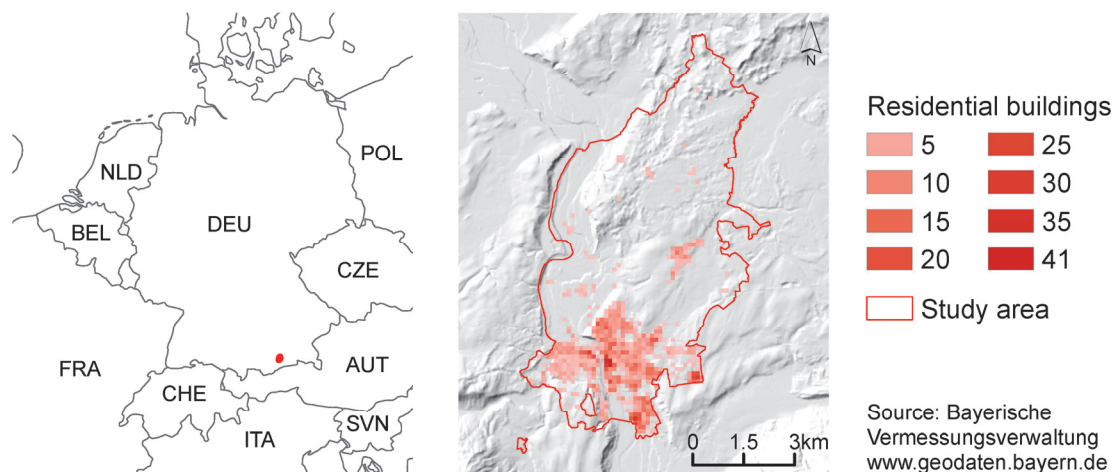 NLD
POL
DEU
BEL
CZE
FRA
AUT
CHE
SVN
ITA
N
0 1.5 3km
Residential buildings
5 25
10 30
15 35
20 41
Study area
Source: Bayerische
Vermessungsverwaltung
www.geodaten.bayern.de